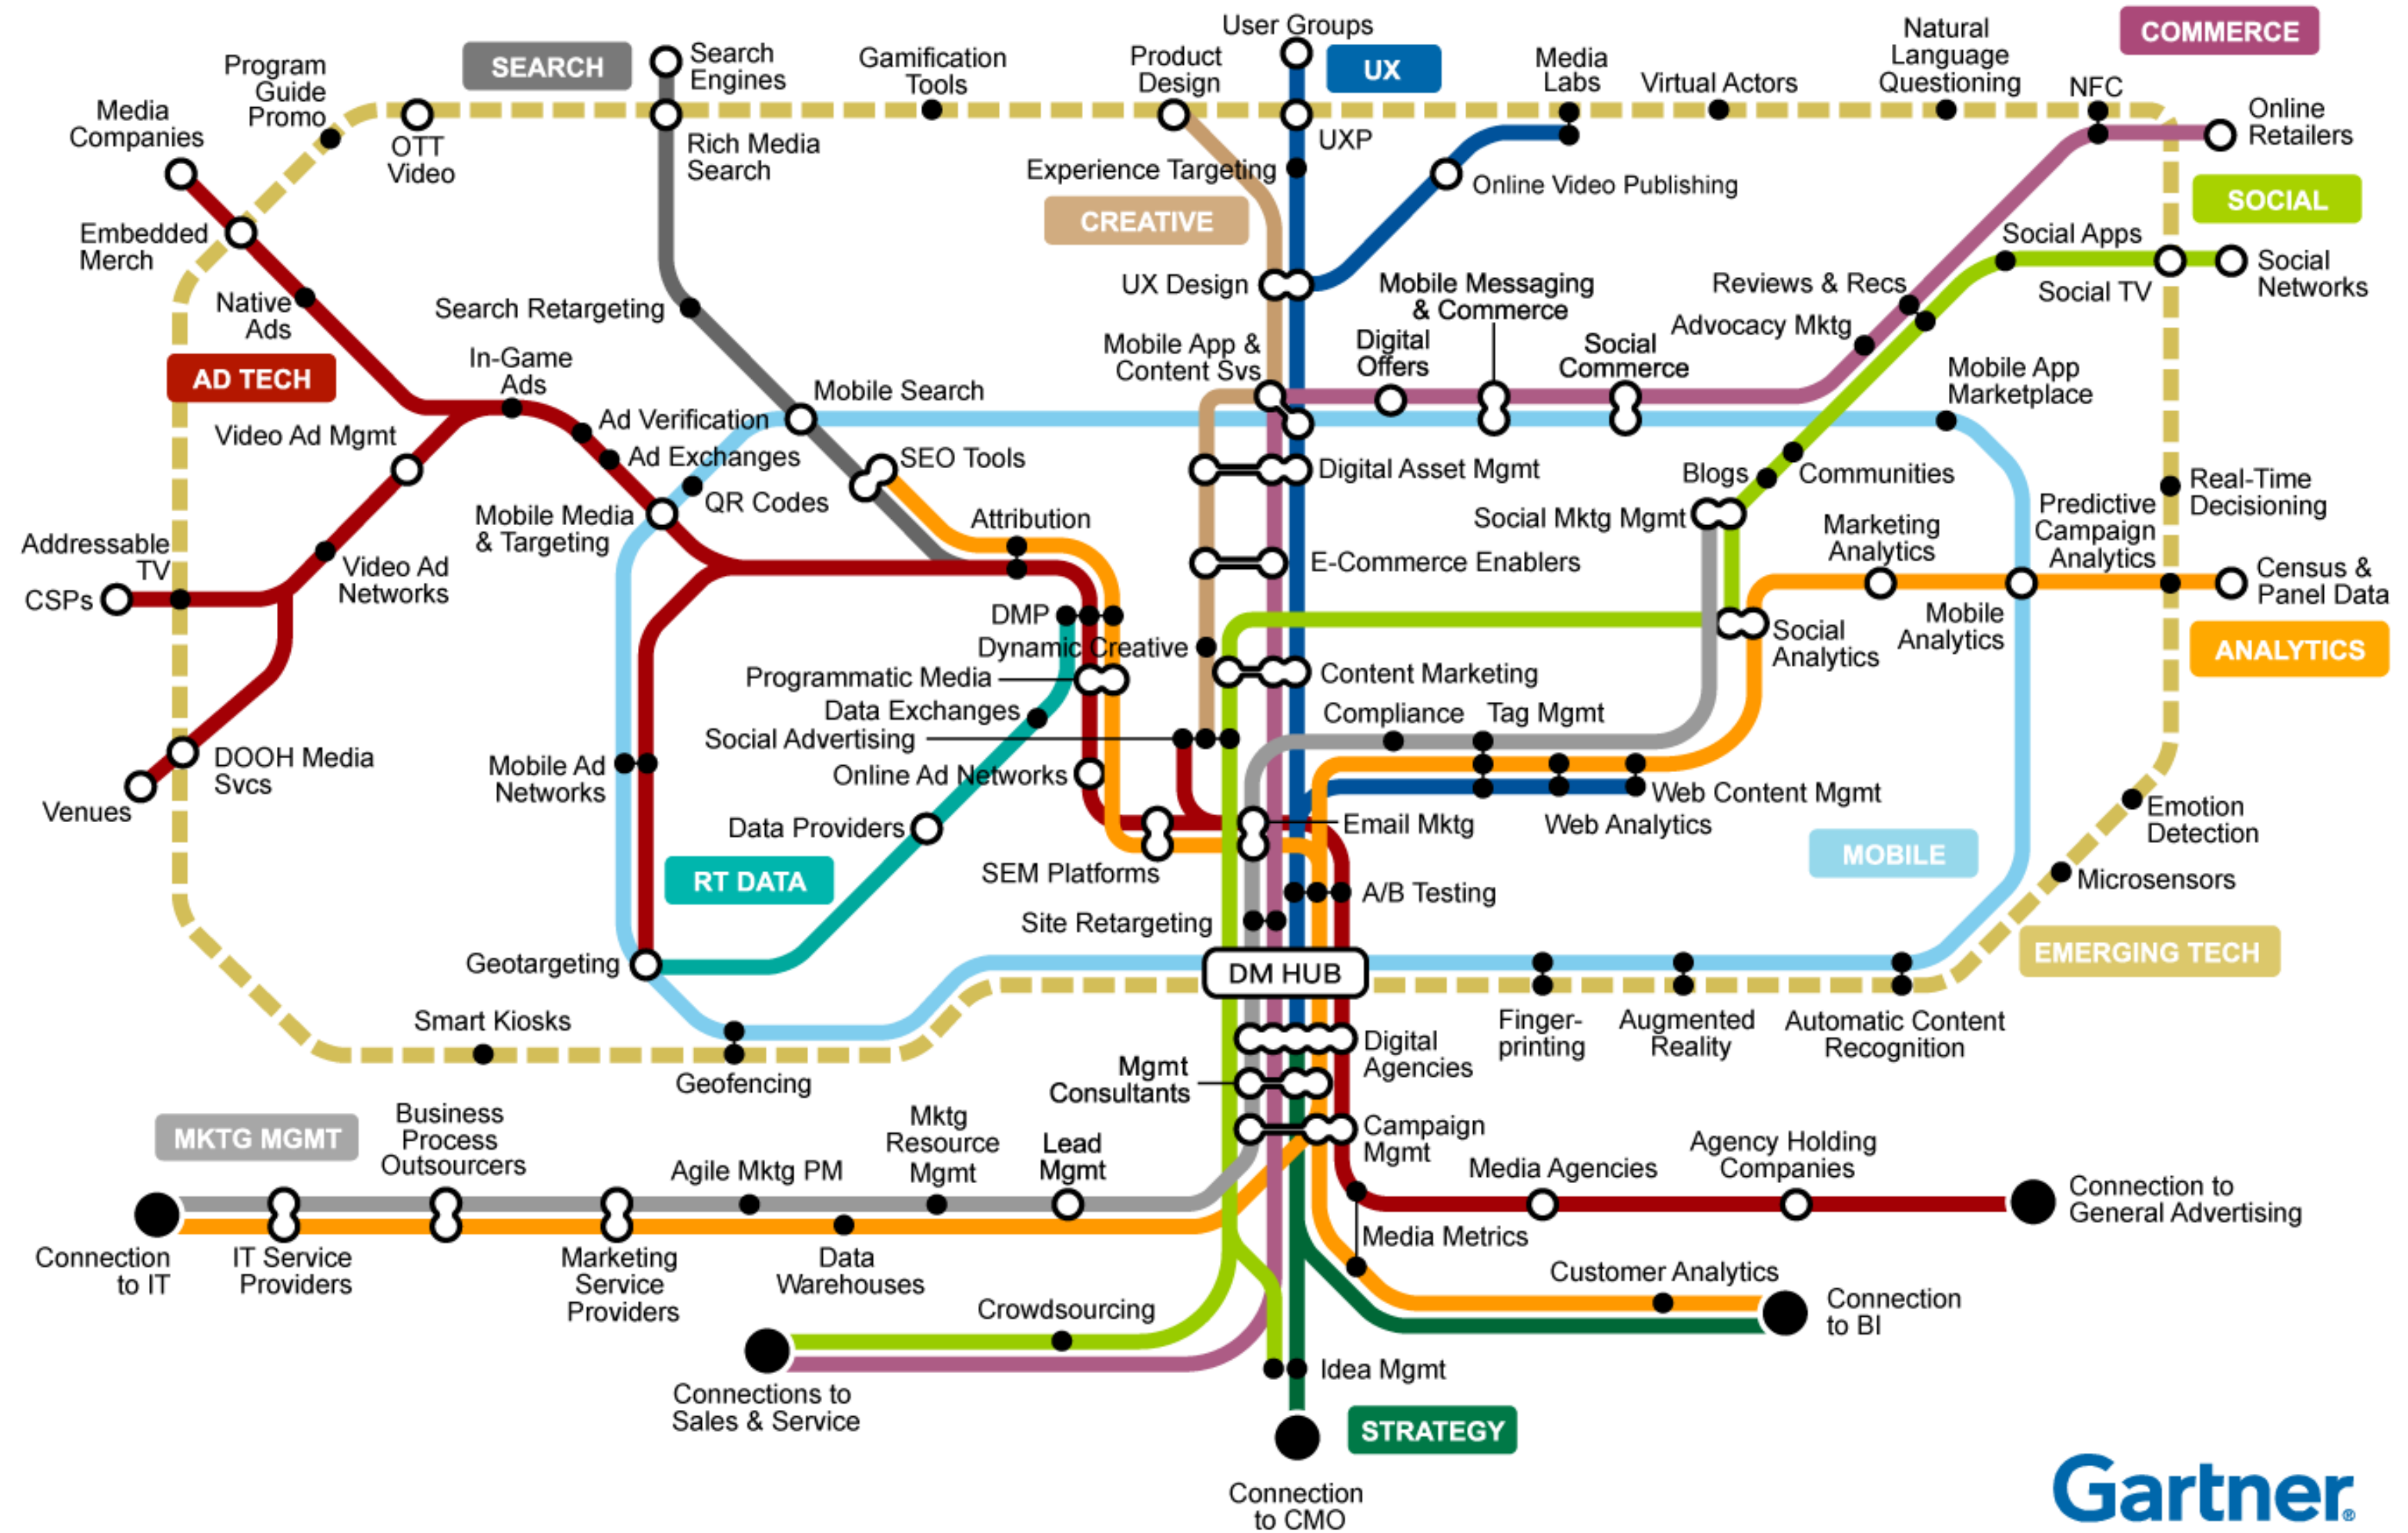 User Groups
COMMERCE
Natural
Language
Questioning
Search
Engines
SEARCH
Gamification
Tools
Product
Design
UX
Media
Labs
Virtual Actors
NFC
Program
Guide
Promo
Media
Companies
Online
Retailers
OTT
Video
Rich Media
Search
UXP
Experience Targeting
Online Video Publishing
SOCIAL
CREATIVE
Embedded
Merch
Social Apps
Social
Networks
Social TV
Native
Ads
Search Retargeting
UX Design
Mobile Messaging
& Commerce
Reviews & Recs
Advocacy Mktg
AD TECH
In-Game
Ads
Mobile App &
Content Svs
Digital
Offers
Social
Commerce
Mobile App
Marketplace
Mobile Search
Ad Verification
Video Ad Mgmt
Ad Exchanges
SEO Tools
Digital Asset Mgmt
Blogs
Communities
QR Codes
Real-Time
Decisioning
Mobile Media
& Targeting
Attribution
Social Mktg Mgmt
Marketing
Analytics
Predictive
Campaign
Analytics
Addressable
TV
Video Ad
Networks
E-Commerce Enablers
CSPs
Census &
Panel Data
DMP
Mobile
Analytics
Social
Analytics
ANALYTICS
Dynamic Creative
Programmatic Media
Content Marketing
Data Exchanges
Compliance
Tag Mgmt
Social Advertising
DOOH Media
Svcs
Mobile Ad
Networks
Online Ad Networks
Venues
Web Content Mgmt
Emotion
Detection
Data Providers
Email Mktg
Web Analytics
MOBILE
SEM Platforms
RT DATA
A/B Testing
Microsensors
Site Retargeting
EMERGING TECH
Geotargeting
DM HUB
Smart Kiosks
Finger-
printing
Augmented
Reality
Automatic Content
Recognition
Digital
Agencies
Geofencing
Mgmt
Consultants
MKTG MGMT
Business
Process
Outsourcers
Mktg
Resource
Mgmt
Agile Mktg PM
Lead
Mgmt
Campaign
Mgmt
Media Agencies
Agency Holding
Companies
Connection to
General Advertising
Media Metrics
Connection
to IT
IT Service
Providers
Marketing
Service
Providers
Data
Warehouses
Customer Analytics
Connection
to BI
Crowdsourcing
Idea Mgmt
Connections to
Sales & Service
STRATEGY
Connection
to CMO
Gartner®